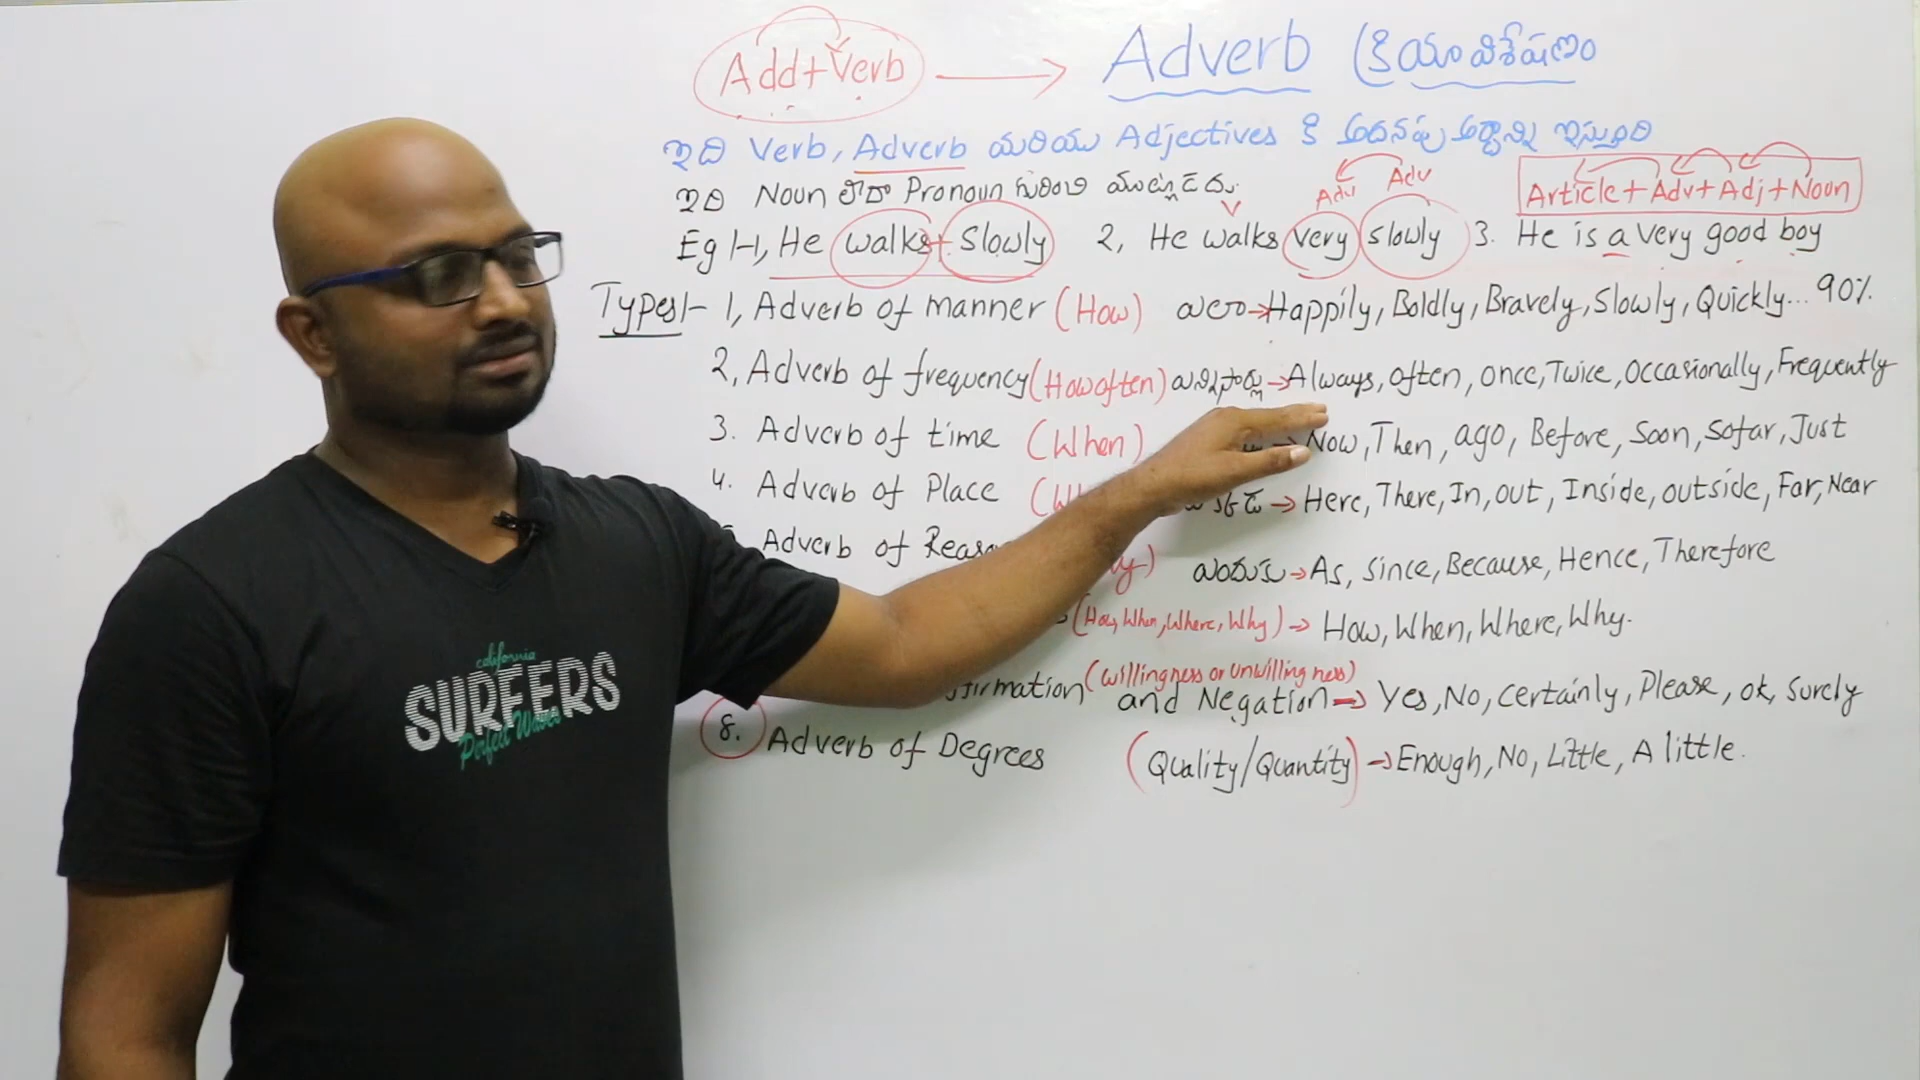 Add+Verb → Adverb (క్రియా విశేషణం
ఇది Verb, Adverb మరియు Adjectives కి అదనపు అర్థాన్ని ఇస్తుంది
ఇది Noun లేదా Pronoun గురించి
Adv Adv
V
Article+Adv+Adj+Noun
Eg:-1, He walks+Slowly 2, He walks very slowly 3. He is a very good boy
Types:- 1, Adverb of manner (How) ఎలా→Happily, Boldly, Bravely, Slowly, Quickly... 90%
2, Adverb of frequency (How often) ఎన్నిసార్లు→Always, often, once, Twice, Occasionally, Frequently
3. Adverb of time (When) → Now, Then, ago, Before, Soon, Sofar, Just
4. Adverb of Place → Here, There, In, out, Inside, outside, Far, Near
Adverb of ఎందుకు→As, Since, Because, Hence, Therefore
(How, When, Where, Why) → How, When, Where, Why.
(willingness or unwillingness)
and Negation → Yes, No, certainly, Please, ok, Surely
8. Adverb of Degrees (Quality/Quantity) → Enough, No, Little, A little.
california
SURFERS
Perfect Waves